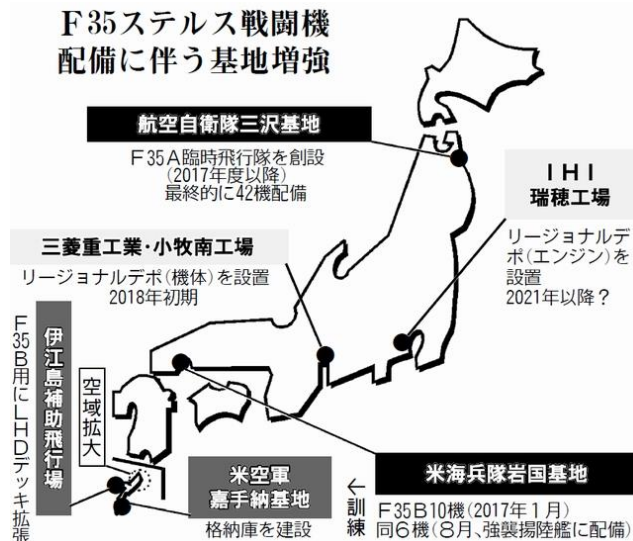 F35ステルス戦闘機
配備に伴う基地増強
航空自衛隊三沢基地
F35A臨時飛行隊を創設
(2017年度以降)
最終的に42機配備
IHI
瑞穂工場
リージョナルデ
ポ(エンジン)を
設置
2021年以降?
三菱重工業・小牧南工場
リージョナルデポ(機体)を設置
2018年初期
伊江島補助飛行場
F35B用にLHDデッキ拡張
空域拡大
米空軍
嘉手納基地
格納庫を建設
米海兵隊岩国基地
F35B10機(2017年1月)
同6機(8月、強襲揚陸艦に配備)
←訓練